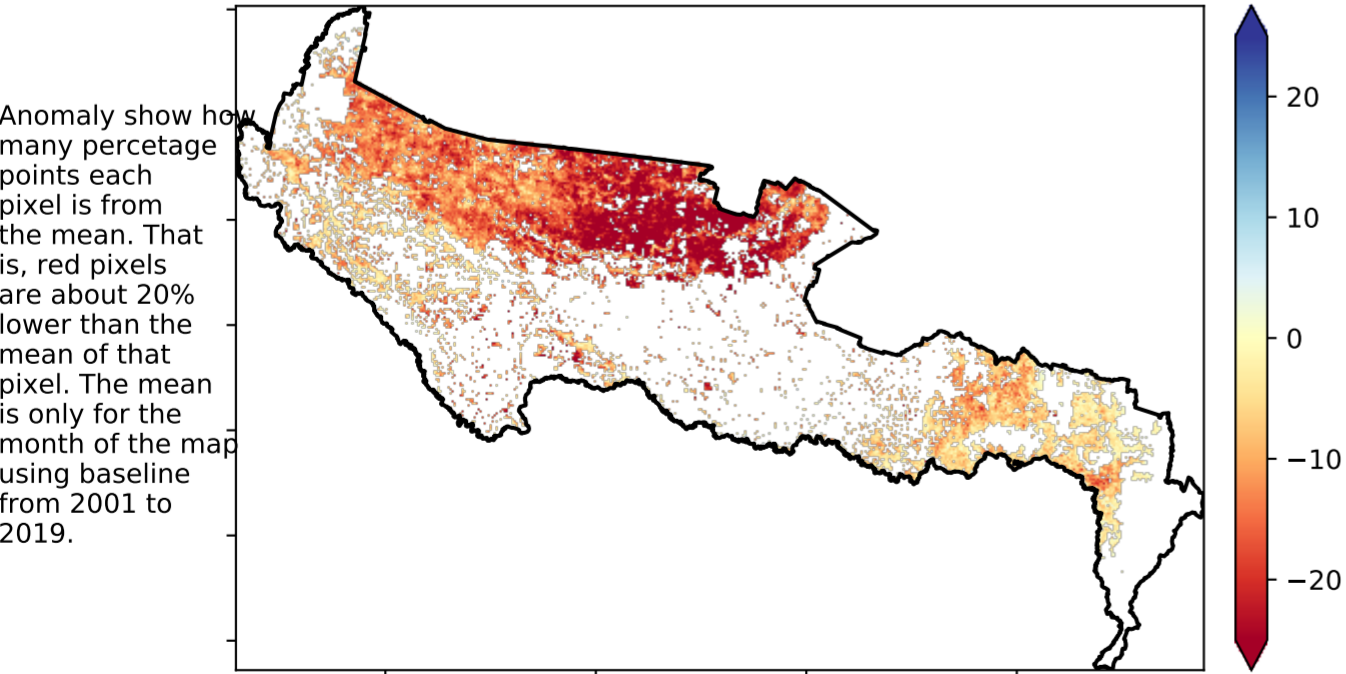 Anomaly show how
many percetage
points each
pixel is from
the mean. That
is, red pixels
are about 20%
lower than the
mean of that
pixel. The mean
is only for the
month of the map
using baseline
from 2001 to
2019.
20
10
0
−10
−20